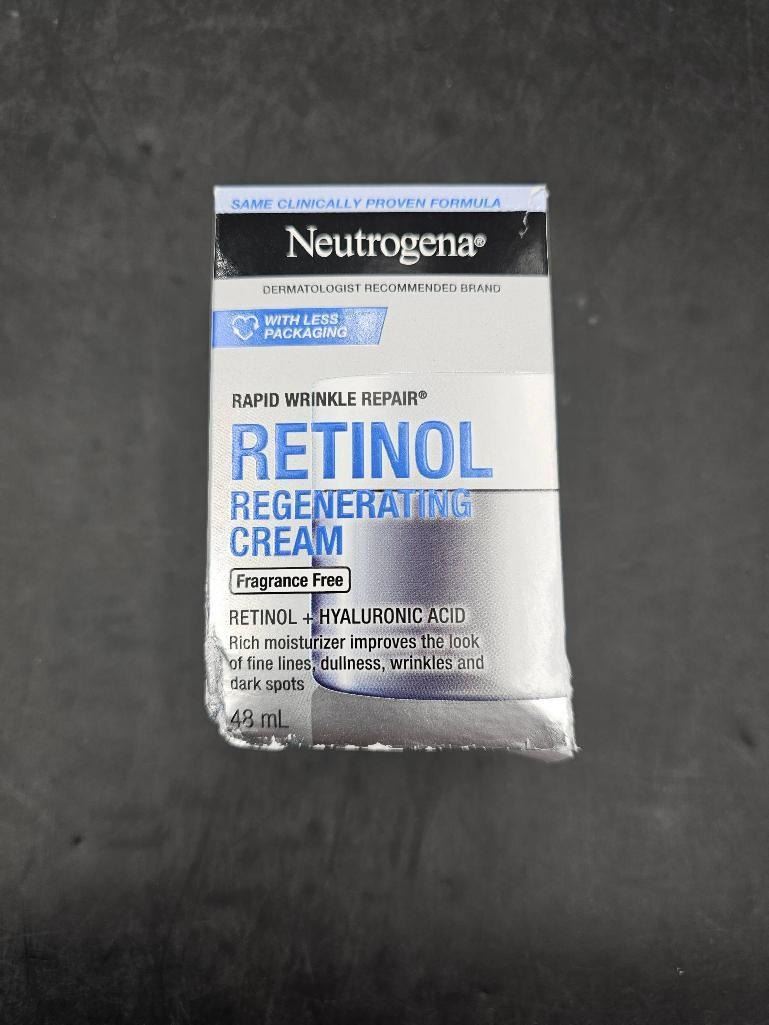 SAME CLINICALLY PROVEN FORMULA
Neutrogena®
DERMATOLOGIST RECOMMENDED BRAND
WITH LESS
PACKAGING
RAPID WRINKLE REPAIR®
RETINOL
REGENERATING
CREAM
Fragrance Free
RETINOL + HYALURONIC ACID
Rich moisturizer improves the look
of fine lines, dullness, wrinkles and
dark spots
48 mL